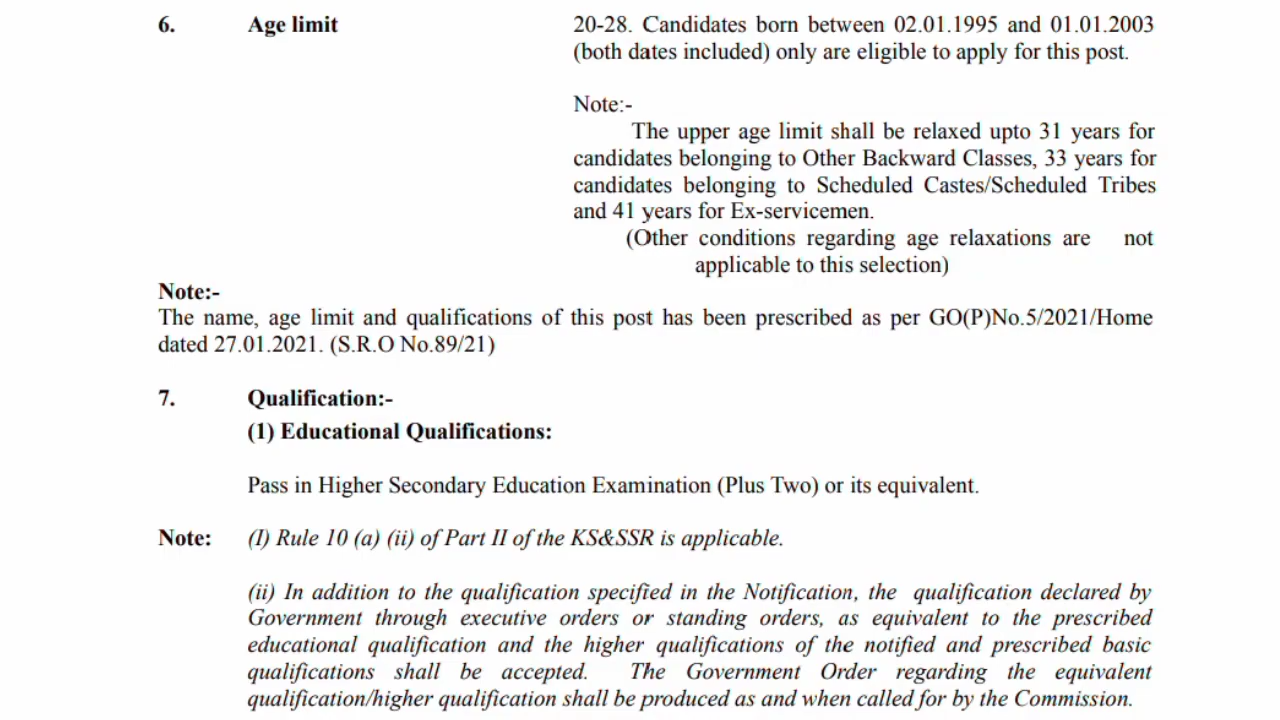 6. Age limit 20-28. Candidates born between 02.01.1995 and 01.01.2003
(both dates included) only are eligible to apply for this post.
Note:-
The upper age limit shall be relaxed upto 31 years for
candidates belonging to Other Backward Classes, 33 years for
candidates belonging to Scheduled Castes/Scheduled Tribes
and 41 years for Ex-servicemen.
(Other conditions regarding age relaxations are not
applicable to this selection)
Note:-
The name, age limit and qualifications of this post has been prescribed as per GO(P)No.5/2021/Home
dated 27.01.2021. (S.R.O No.89/21)
7. Qualification:-
(1) Educational Qualifications:
Pass in Higher Secondary Education Examination (Plus Two) or its equivalent.
Note: (I) Rule 10 (a) (ii) of Part II of the KS&SSR is applicable.
(ii) In addition to the qualification specified in the Notification, the qualification declared by
Government through executive orders or standing orders, as equivalent to the prescribed
educational qualification and the higher qualifications of the notified and prescribed basic
qualifications shall be accepted. The Government Order regarding the equivalent
qualification/higher qualification shall be produced as and when called for by the Commission.